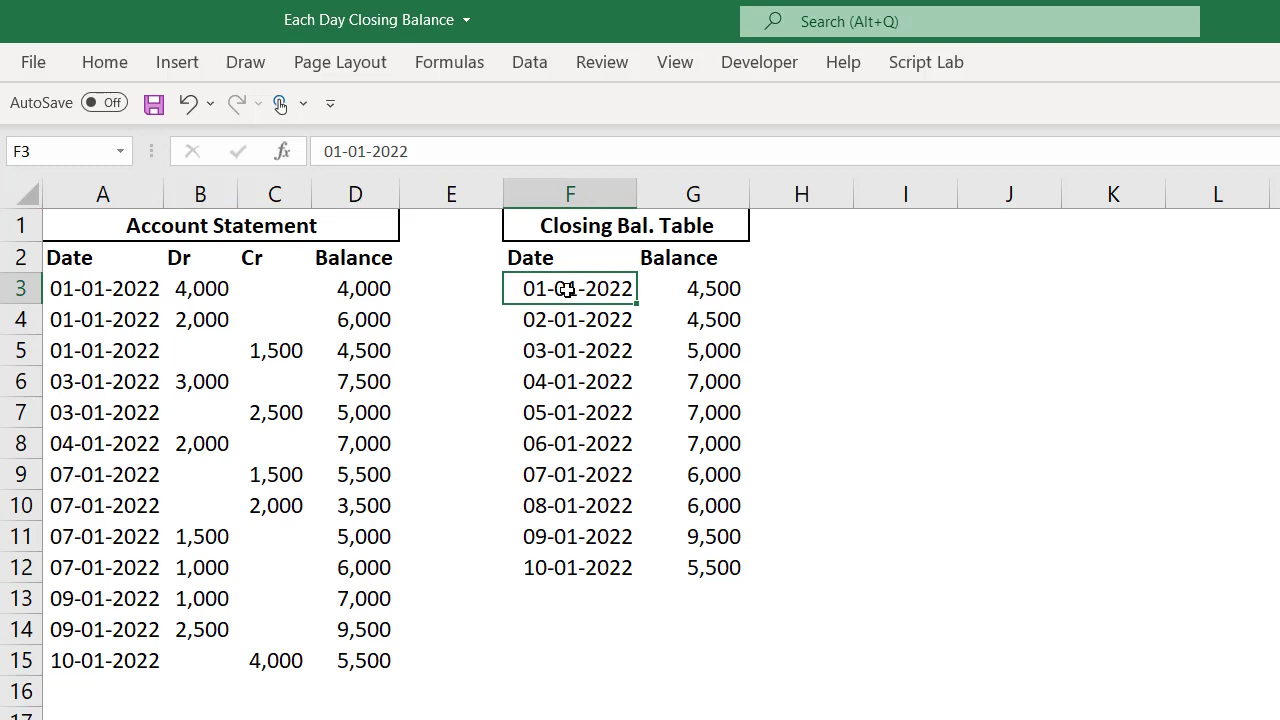 Each Day Closing Balance
Search (Alt+Q)
File Home Insert Draw Page Layout Formulas Data Review View Developer Help Script Lab
AutoSave Off
F3 fx 01-01-2022
A B C D E F G H I J K L
1 Account Statement Closing Bal. Table
2 Date Dr Cr Balance Date Balance
3 01-01-2022 4,000 4,000 01-01-2022 4,500
4 01-01-2022 2,000 6,000 02-01-2022 4,500
5 01-01-2022 1,500 4,500 03-01-2022 5,000
6 03-01-2022 3,000 7,500 04-01-2022 7,000
7 03-01-2022 2,500 5,000 05-01-2022 7,000
8 04-01-2022 2,000 7,000 06-01-2022 7,000
9 07-01-2022 1,500 5,500 07-01-2022 6,000
10 07-01-2022 2,000 3,500 08-01-2022 6,000
11 07-01-2022 1,500 5,000 09-01-2022 9,500
12 07-01-2022 1,000 6,000 10-01-2022 5,500
13 09-01-2022 1,000 7,000
14 09-01-2022 2,500 9,500
15 10-01-2022 4,000 5,500
16
17